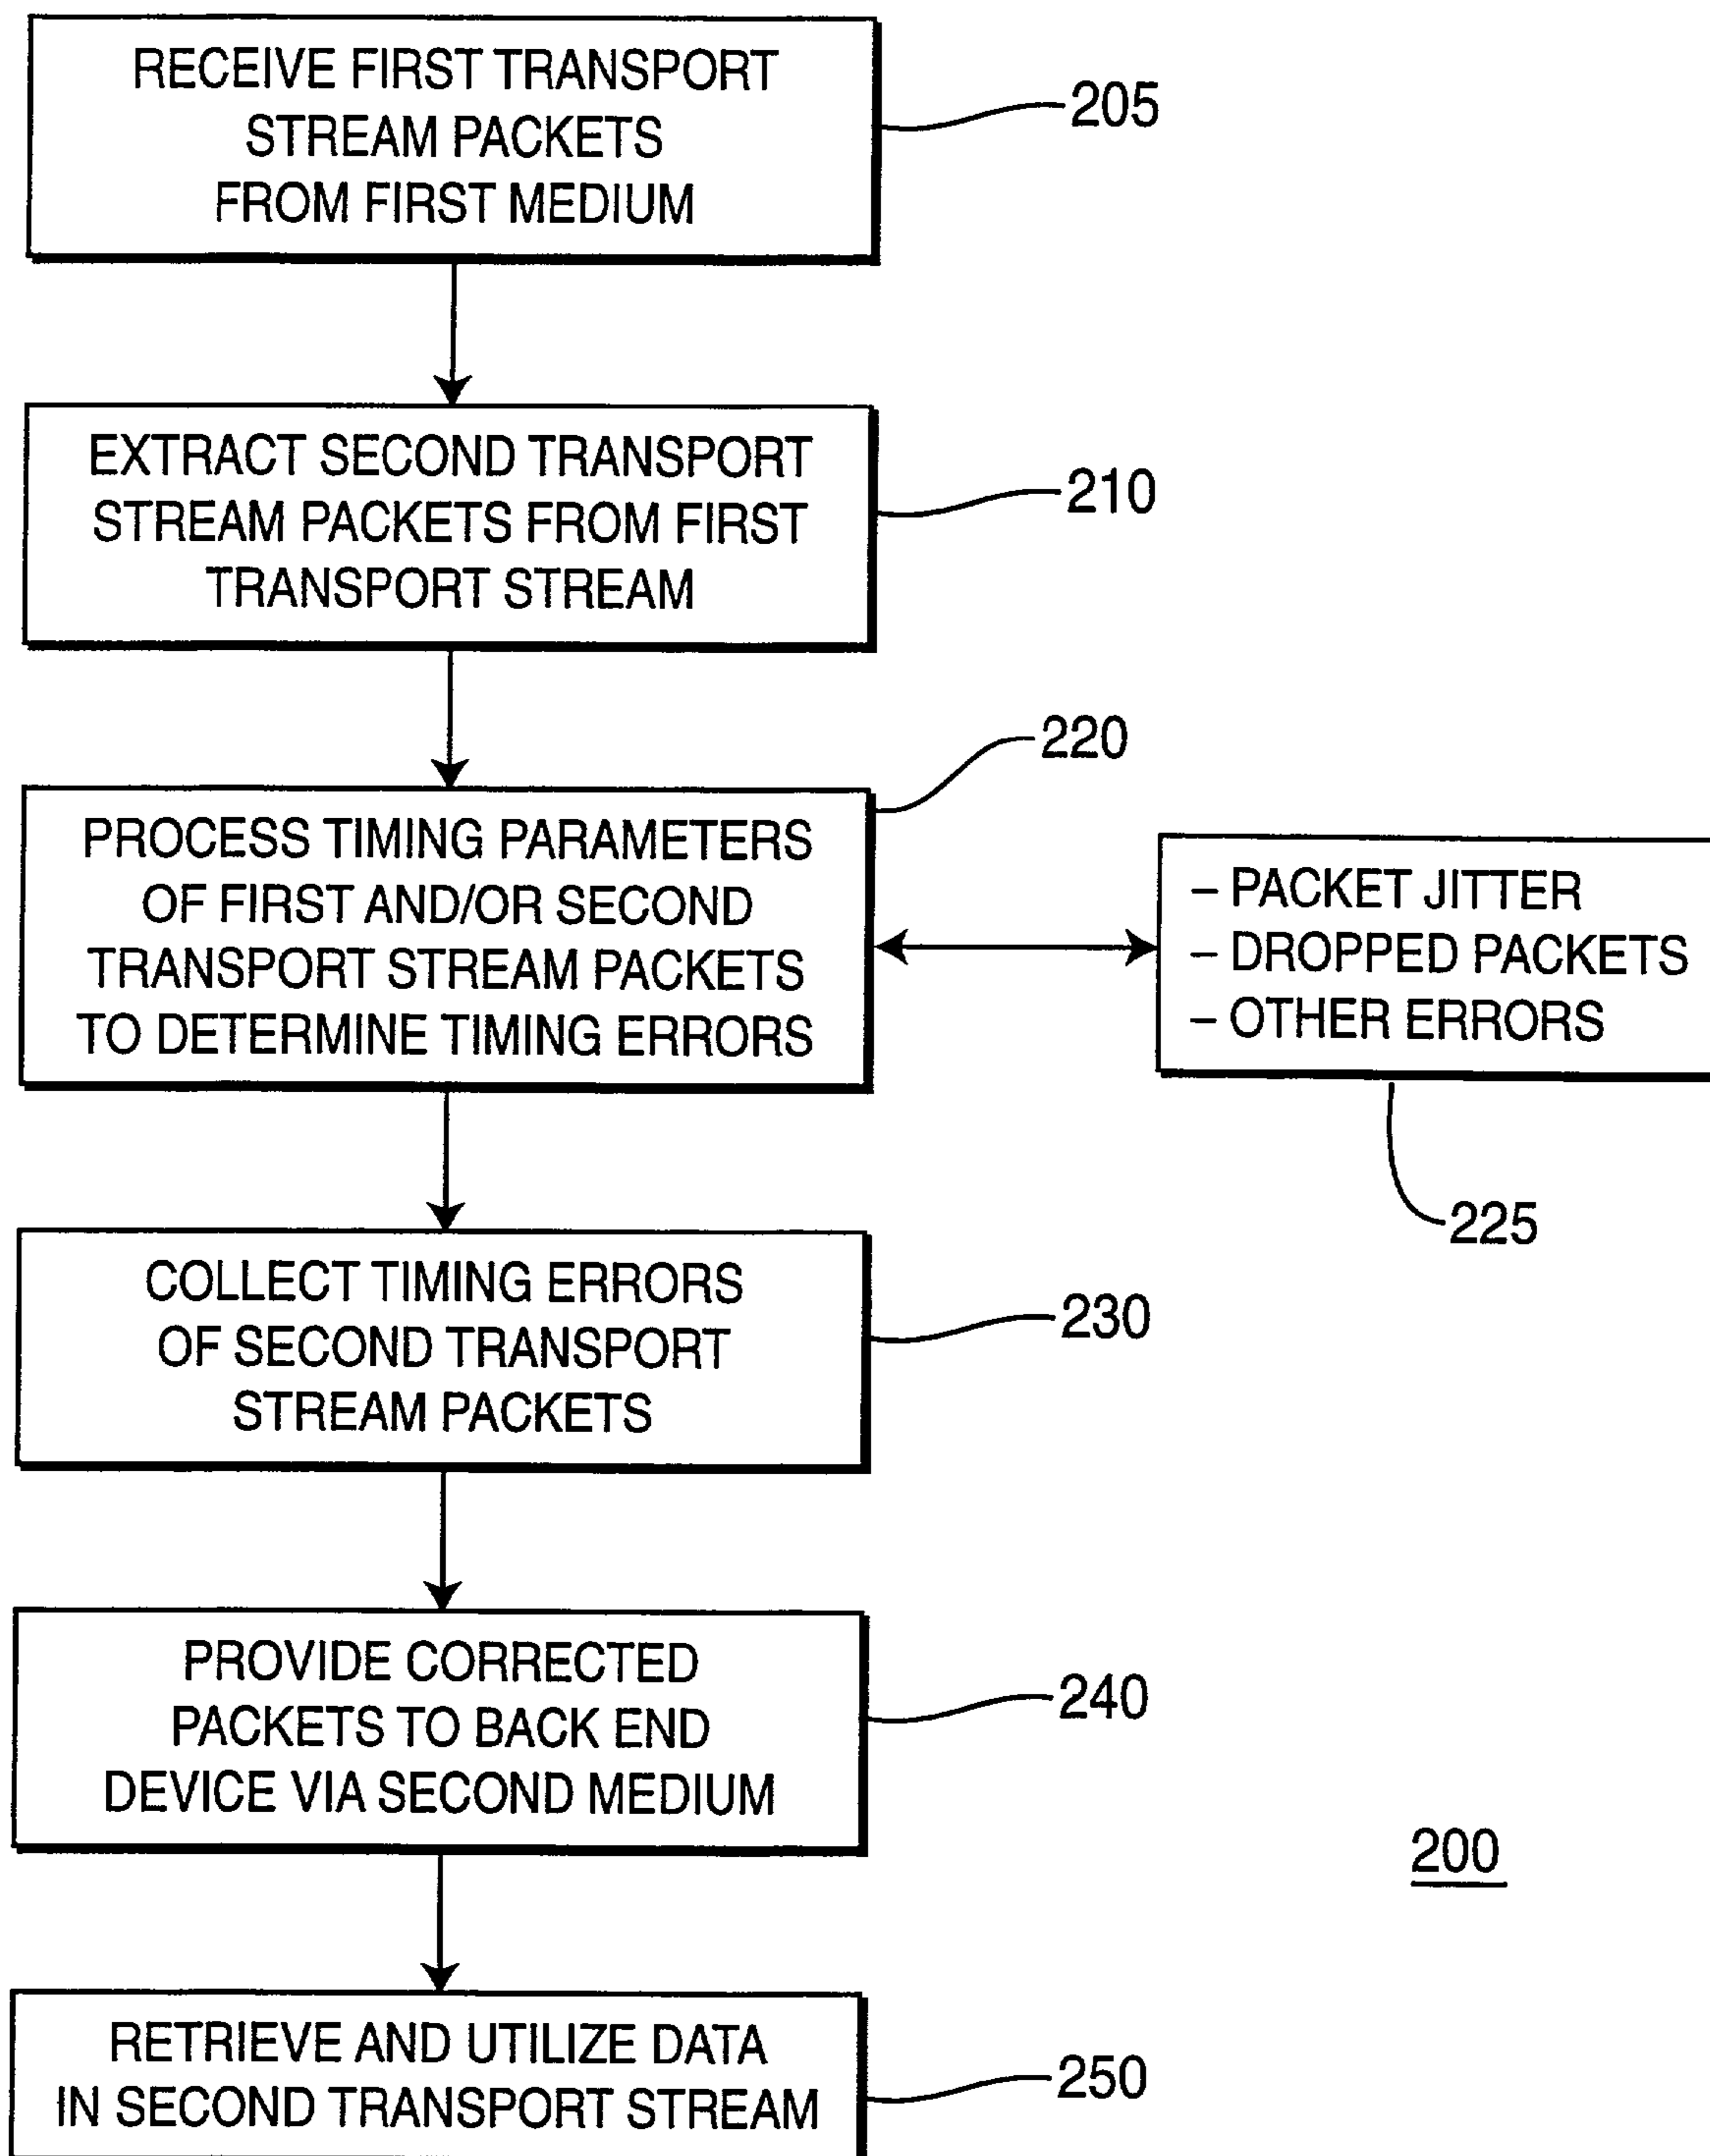 RECEIVE FIRST TRANSPORT
STREAM PACKETS
FROM FIRST MEDIUM
205
EXTRACT SECOND TRANSPORT
STREAM PACKETS FROM FIRST
TRANSPORT STREAM
210
220
PROCESS TIMING PARAMETERS
OF FIRST AND/OR SECOND
TRANSPORT STREAM PACKETS
TO DETERMINE TIMING ERRORS
– PACKET JITTER
– DROPPED PACKETS
– OTHER ERRORS
225
COLLECT TIMING ERRORS
OF SECOND TRANSPORT
STREAM PACKETS
230
PROVIDE CORRECTED
PACKETS TO BACK END
DEVICE VIA SECOND MEDIUM
240
200
RETRIEVE AND UTILIZE DATA
IN SECOND TRANSPORT STREAM
250